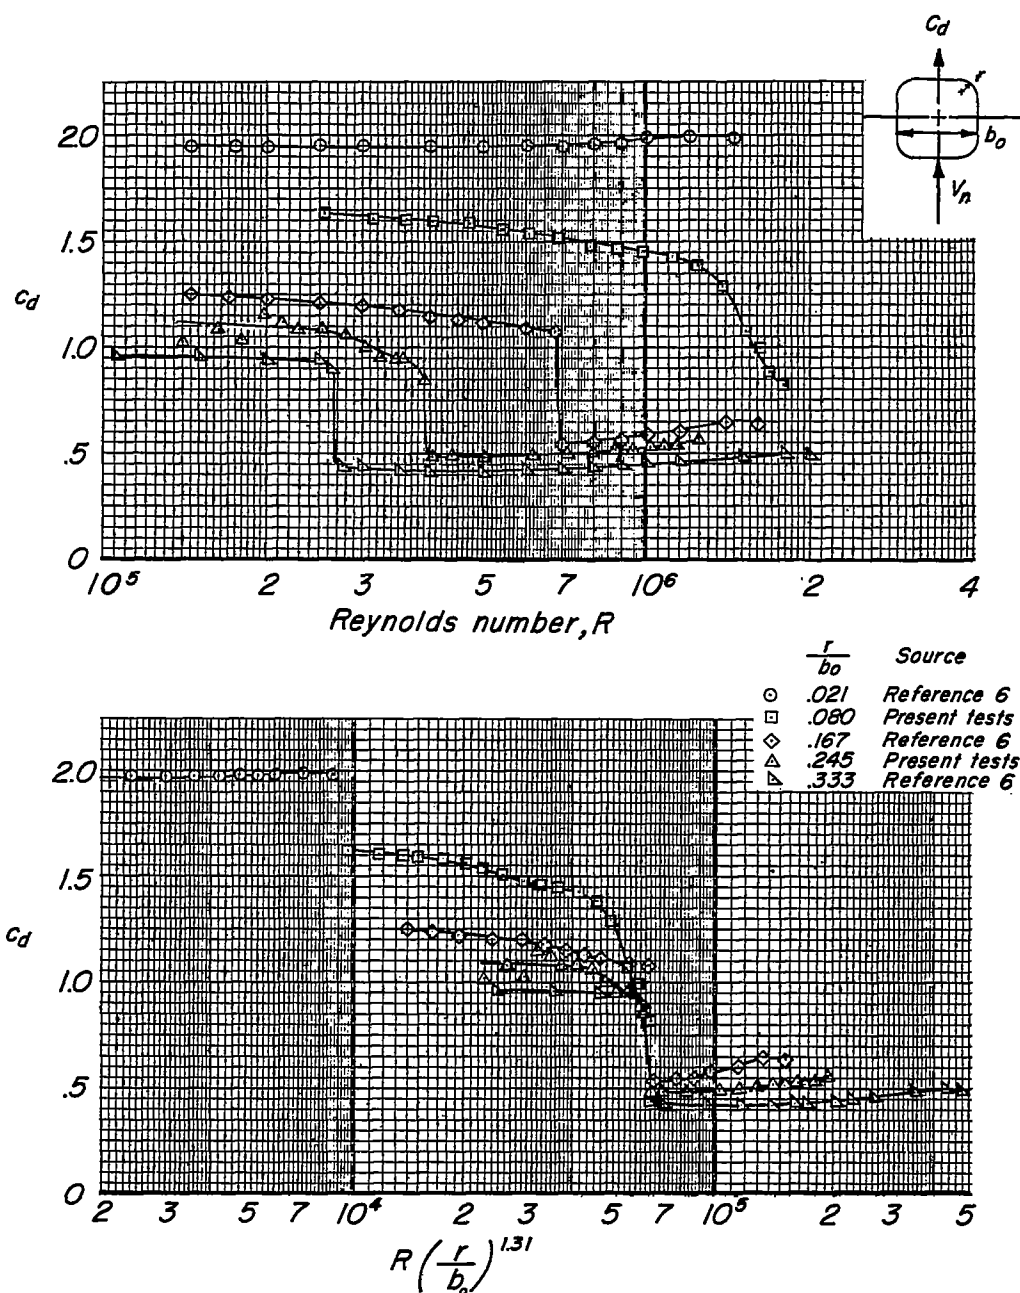 C_d
r
b_o
V_n
2.0
1.5
c_d
1.0
.5
0
10^5 2 3 5 7 10^6 2 4
Reynolds number, R
r/b_o Source
.021 Reference 6
.080 Present tests
.167 Reference 6
.245 Present tests
.333 Reference 6
2.0
1.5
c_d
1.0
.5
0
2 3 5 7 10^4 2 3 5 7 10^5 2 3 5
R (r/b_o)^1.31